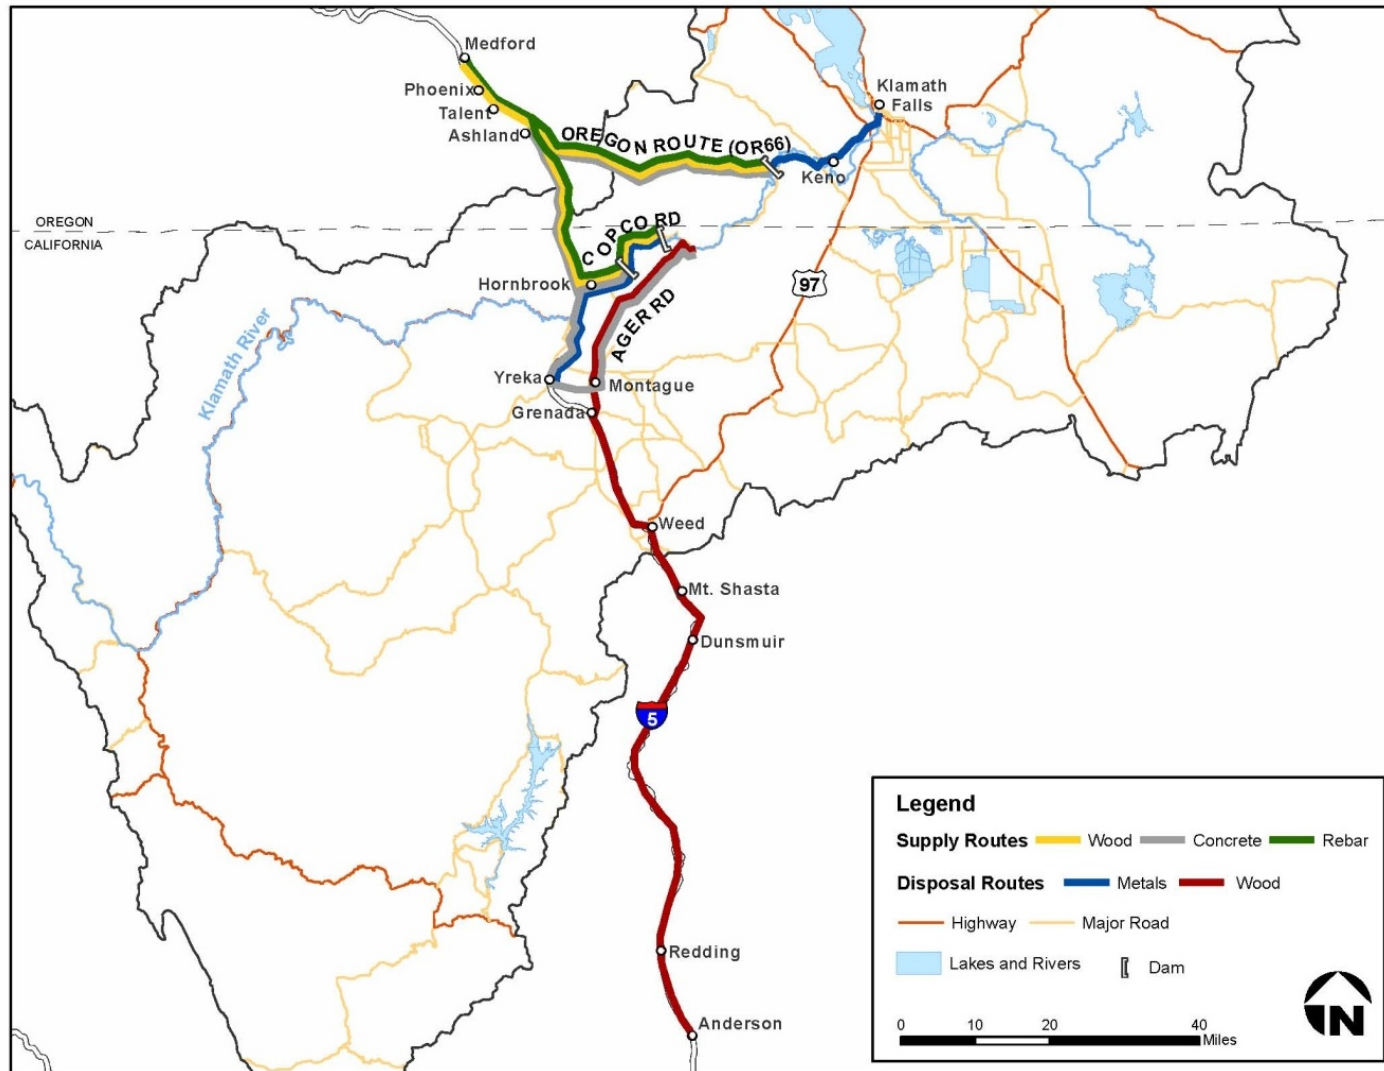 Medford
Phoenix
Talent
Ashland
Klamath
Falls
OREGON ROUTE (OR66)
Keno
OREGON
CALIFORNIA
COPCO RD
Hornbrook
97
AGER RD
Klamath River
Yreka
Montague
Grenada
Weed
Mt. Shasta
Dunsmuir
5
Redding
Anderson
Legend
Supply Routes Wood Concrete Rebar
Disposal Routes Metals Wood
Highway Major Road
Lakes and Rivers Dam
N
0 10 20 40
Miles